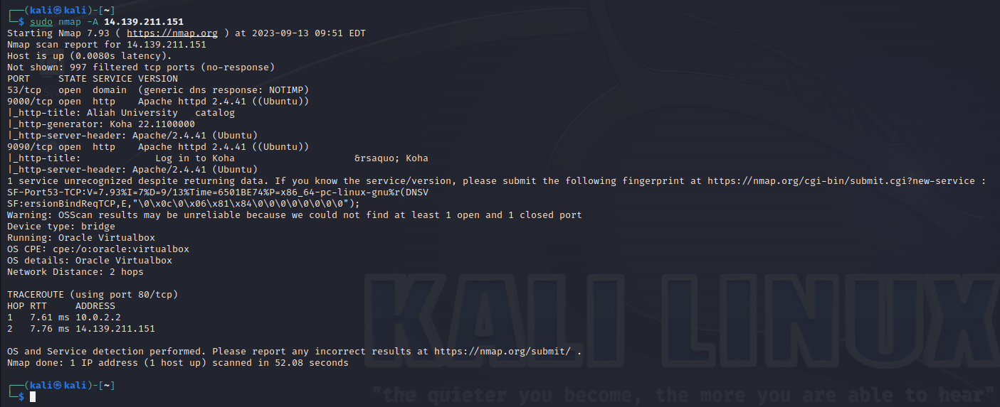 ┌──(kali㉿kali)-[~]
└─$ sudo nmap -A 14.139.211.151
Starting Nmap 7.93 ( https://nmap.org ) at 2023-09-13 09:51 EDT
Nmap scan report for 14.139.211.151
Host is up (0.0080s latency).
Not shown: 997 filtered tcp ports (no-response)
PORT     STATE SERVICE VERSION
53/tcp   open  domain  (generic dns response: NOTIMP)
9000/tcp open  http    Apache httpd 2.4.41 ((Ubuntu))
|_http-title: Aliah University   catalog
|_http-generator: Koha 22.1100000
|_http-server-header: Apache/2.4.41 (Ubuntu)
9090/tcp open  http    Apache httpd 2.4.41 ((Ubuntu))
|_http-title:             Log in to Koha                     &rsaquo; Koha
|_http-server-header: Apache/2.4.41 (Ubuntu)
1 service unrecognized despite returning data. If you know the service/version, please submit the following fingerprint at https://nmap.org/cgi-bin/submit.cgi?new-service :
SF-Port53-TCP:V=7.93%I=7%D=9/13%Time=6501BE74%P=x86_64-pc-linux-gnu%r(DNSV
SF:ersionBindReqTCP,E,"\0\x0c\0\x06\x81\x84\0\0\0\0\0\0\0\0");
Warning: OSScan results may be unreliable because we could not find at least 1 open and 1 closed port
Device type: bridge
Running: Oracle Virtualbox
OS CPE: cpe:/o:oracle:virtualbox
OS details: Oracle Virtualbox
Network Distance: 2 hops
TRACEROUTE (using port 80/tcp)
HOP RTT     ADDRESS
1   7.61 ms 10.0.2.2
2   7.76 ms 14.139.211.151
OS and Service detection performed. Please report any incorrect results at https://nmap.org/submit/ .
Nmap done: 1 IP address (1 host up) scanned in 52.08 seconds
┌──(kali㉿kali)-[~]
└─$
KALI LINUX
"the quieter you become, the more you are able to hear"